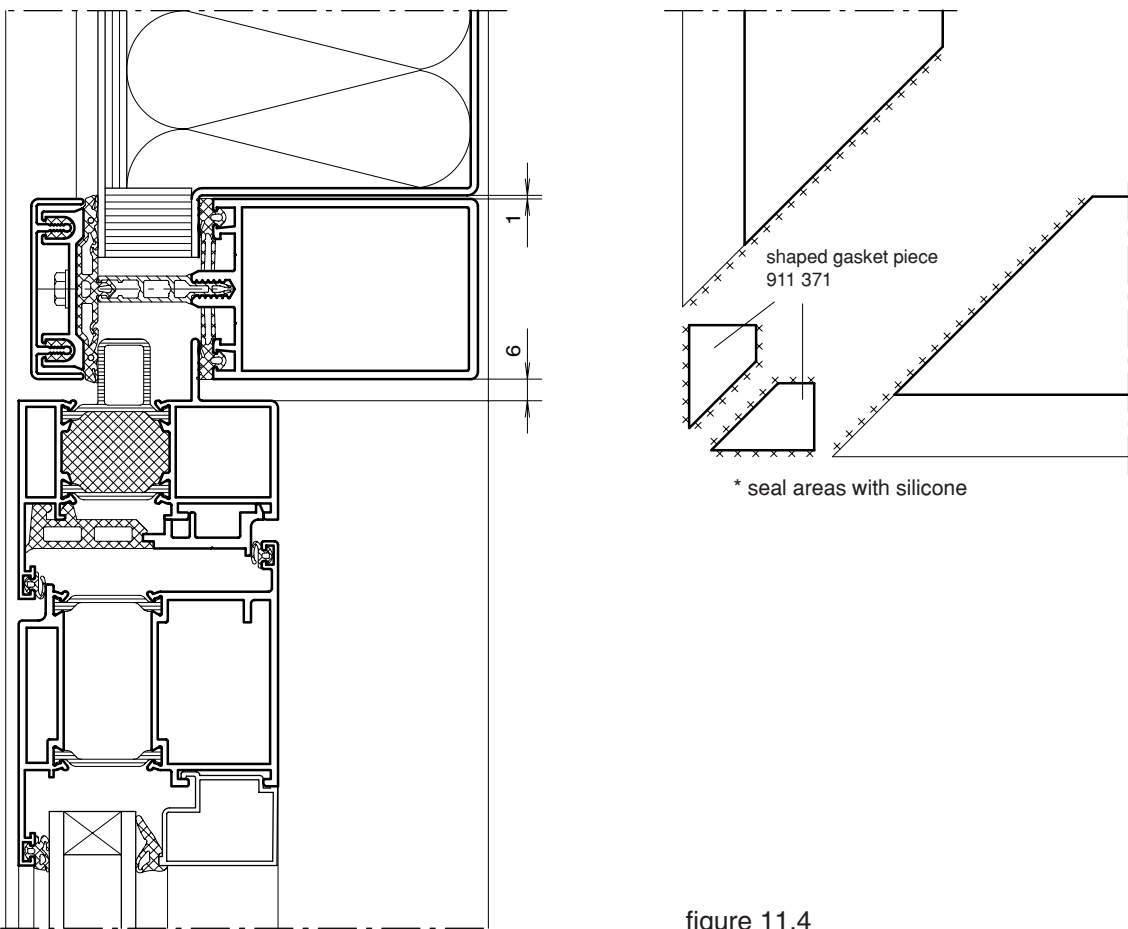 1
6
shaped gasket piece
911 371
* seal areas with silicone
figure 11.4